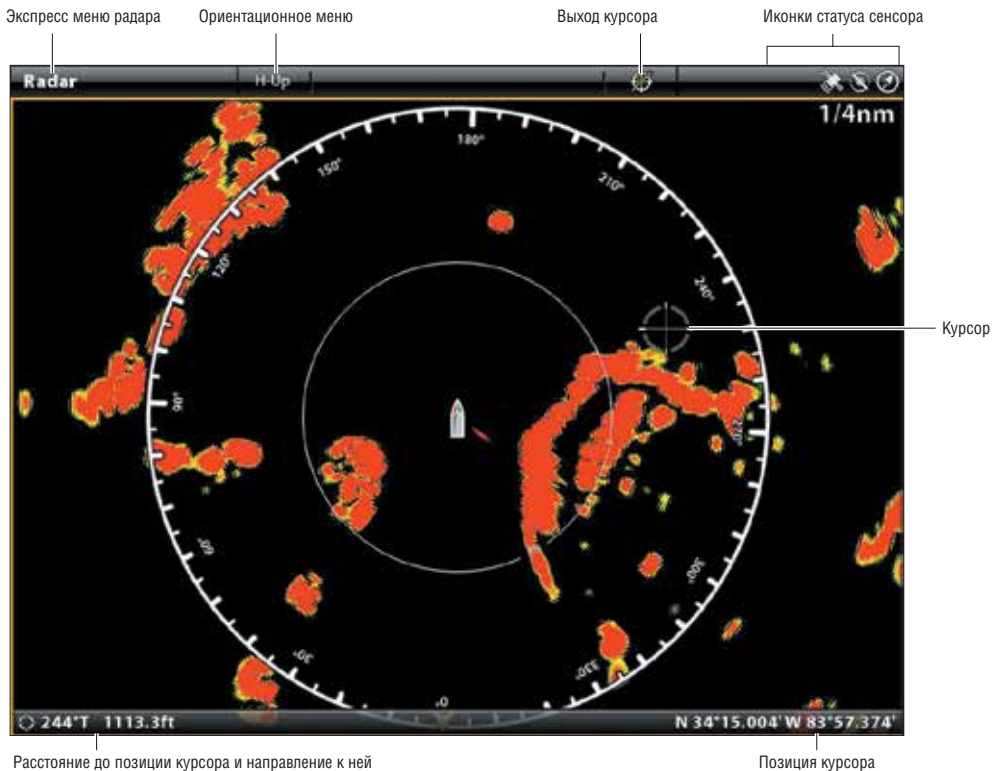 Экспресс меню радара
Ориентационное меню
Выход курсора
Иконки статуса сенсора
Radar
H-Up
1/4nm
180°
150°
210°
120°
240°
Курсор
90°
270°
60°
300°
30°
330°
0°
244°T 1113.3ft
N 34°15.004' W 83°57.374'
Расстояние до позиции курсора и направление к ней
Позиция курсора